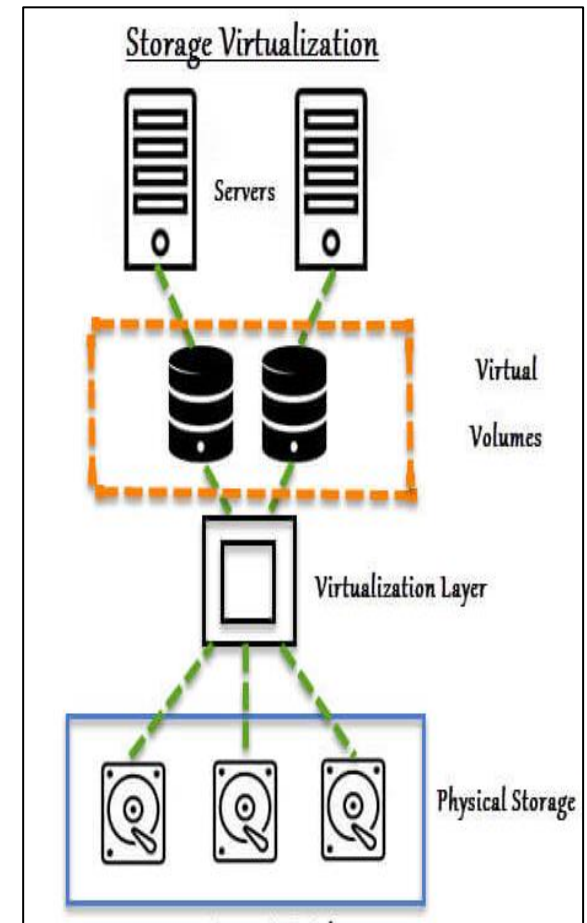 Storage Virtualization
Servers
Virtual
Volumes
Virtualization Layer
Physical Storage